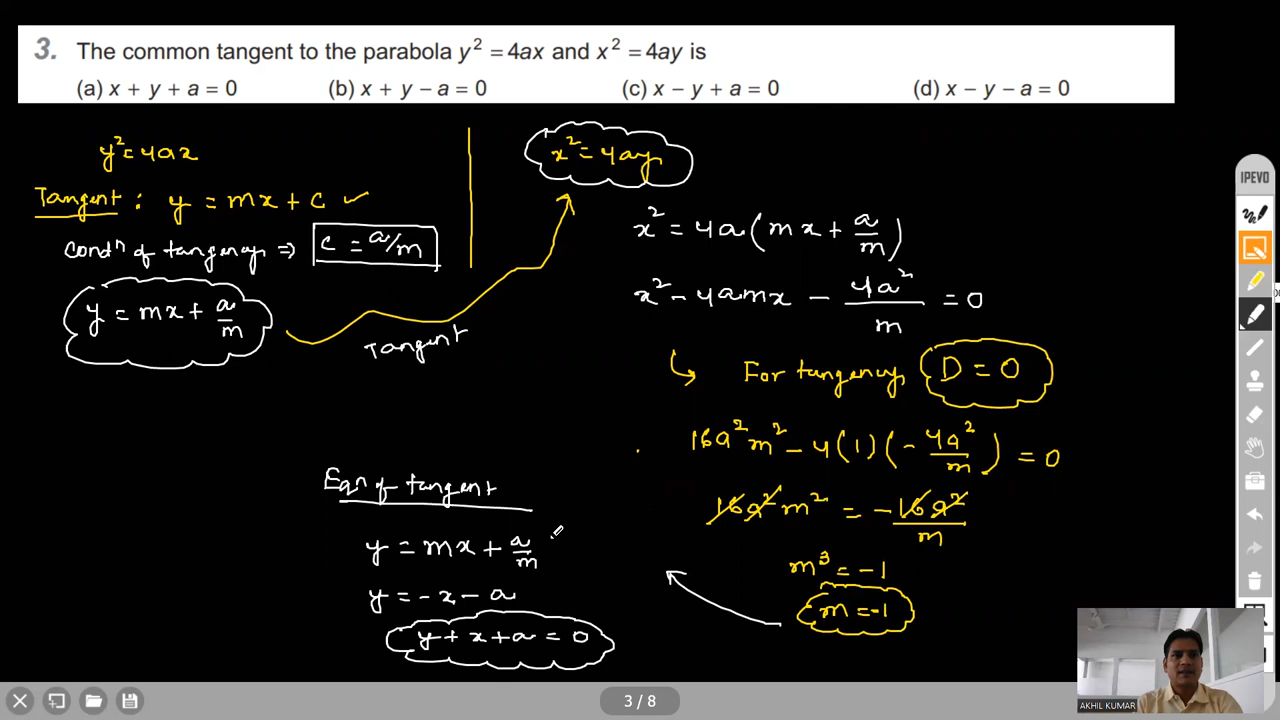 3. The common tangent to the parabola y² = 4ax and x² = 4ay is
(a) x + y + a = 0 (b) x + y − a = 0 (c) x − y + a = 0 (d) x − y − a = 0
y² = 4ax
Tangent : y = mx + c ✓
Condⁿ of tangency ⇒ c = a/m
y = mx + a/m
Tangent
x² = 4ay
x² = 4a(mx + a/m)
x² − 4amx − 4a²/m = 0
↳ For tangency D = 0
16a²m² − 4(1)(−4a²/m) = 0
16a²m² = −16a²/m
m³ = −1
m = −1
Eqn of tangent
y = mx + a/m
y = −x − a
y + x + a = 0
IPEVO
3 / 8
AKHIL KUMAR